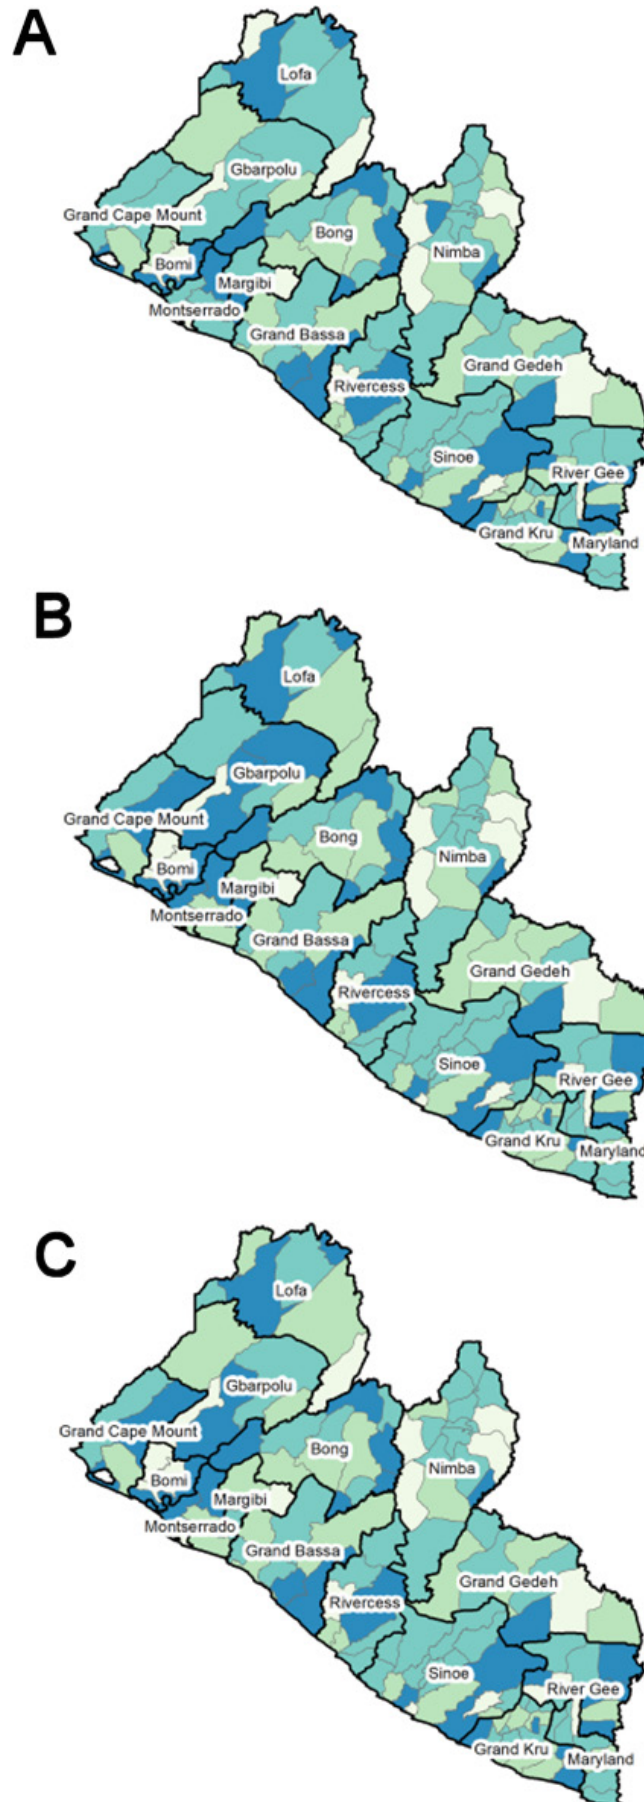 A
Lofa
Gbarpolu
Grand Cape Mount
Bong
Nimba
Bomi
Margibi
Montserrado
Grand Bassa
Grand Gedeh
Rivercess
Sinoe
River Gee
Grand Kru
Maryland
B
Lofa
Gbarpolu
Grand Cape Mount
Bong
Nimba
Bomi
Margibi
Montserrado
Grand Bassa
Grand Gedeh
Rivercess
Sinoe
River Gee
Grand Kru
Maryland
C
Lofa
Gbarpolu
Grand Cape Mount
Bong
Nimba
Bomi
Margibi
Montserrado
Grand Bassa
Grand Gedeh
Rivercess
Sinoe
River Gee
Grand Kru
Maryland